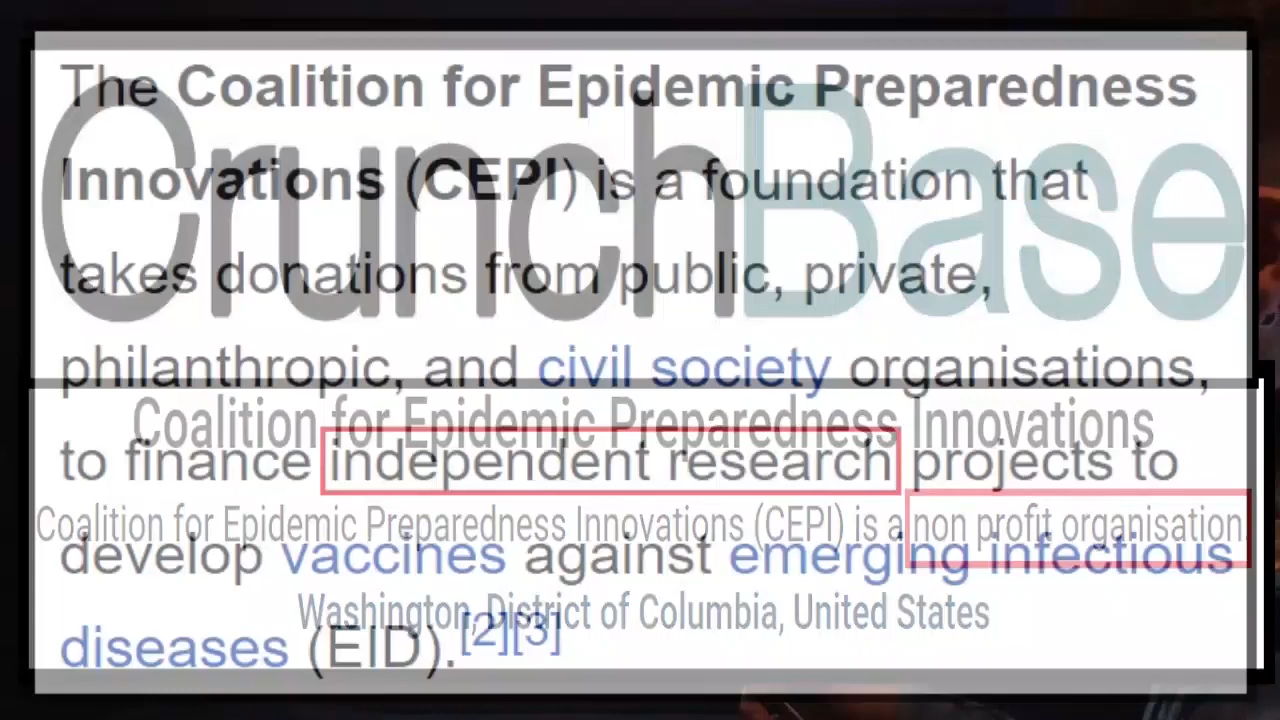 The Coalition for Epidemic Preparedness
Innovations (CEPI) is a foundation that
takes donations from public, private,
philanthropic, and civil society organisations,
to finance independent research projects to
develop vaccines against emerging infectious
diseases (EID).[2][3]
CrunchBase
Coalition for Epidemic Preparedness Innovations
Coalition for Epidemic Preparedness Innovations (CEPI) is a non profit organisation.
Washington, District of Columbia, United States